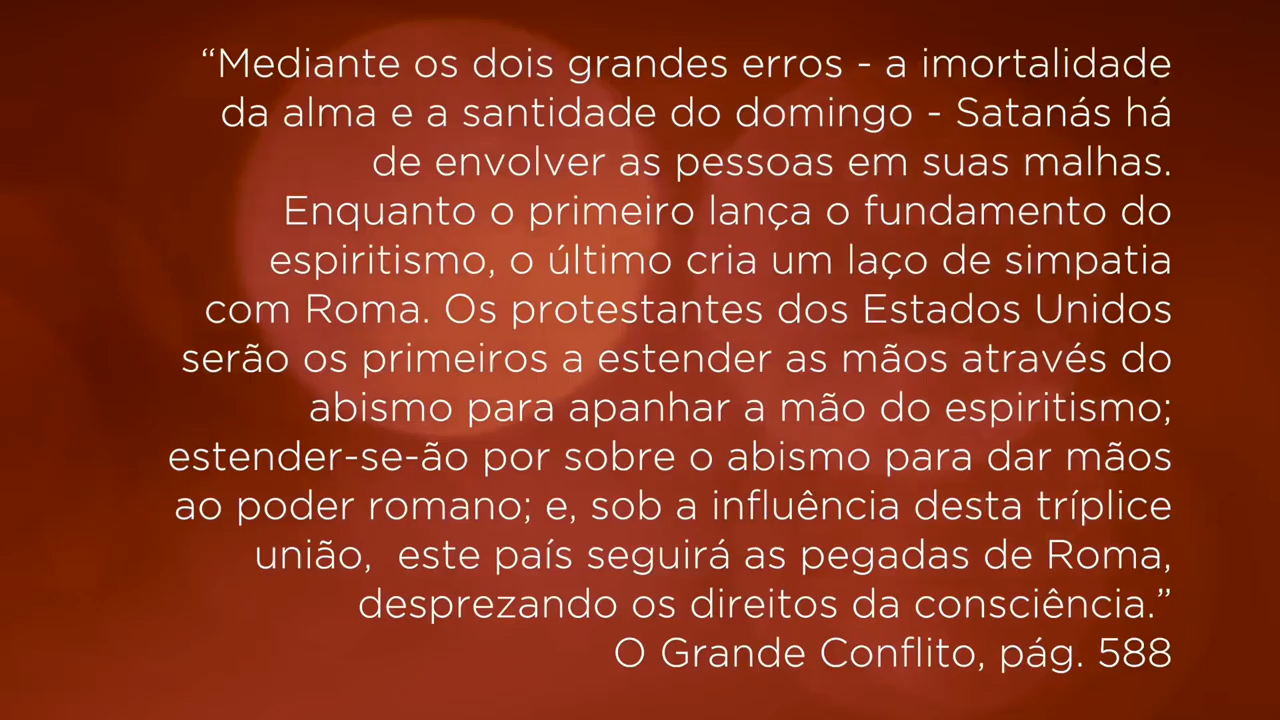 “Mediante os dois grandes erros - a imortalidade
da alma e a santidade do domingo - Satanás há
de envolver as pessoas em suas malhas.
Enquanto o primeiro lança o fundamento do
espiritismo, o último cria um laço de simpatia
com Roma. Os protestantes dos Estados Unidos
serão os primeiros a estender as mãos através do
abismo para apanhar a mão do espiritismo;
estender-se-ão por sobre o abismo para dar mãos
ao poder romano; e, sob a influência desta tríplice
união,  este país seguirá as pegadas de Roma,
desprezando os direitos da consciência.”
O Grande Conflito, pág. 588